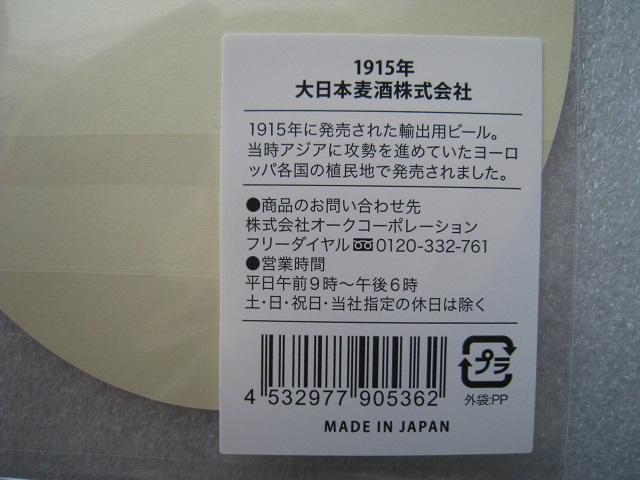 1915年
大日本麦酒株式会社
1915年に発売された輸出用ビール。
当時アジアに攻勢を進めていたヨーロ
ッパ各国の植民地で発売されました。
●商品のお問い合わせ先
株式会社オークコーポレーション
フリーダイヤル 0120-332-761
●営業時間
平日午前9時～午後6時
土・日・祝日・当社指定の休日は除く
4 532977 905362
プラ
外袋:PP
MADE IN JAPAN